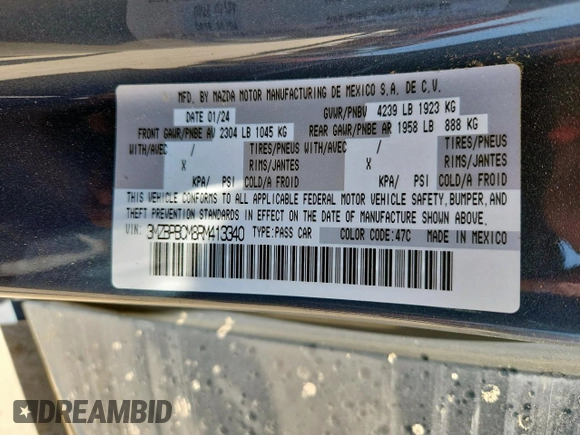 MFD. BY MAZDA MOTOR MANUFACTURING DE MEXICO S.A. DE C.V.
DATE 01/24 GVWR/PNBV 4239 LB 1923 KG
FRONT GAWR/PNBE AV 2304 LB 1045 KG REAR GAWR/PNBE AR 1958 LB 888 KG
WITH/AVEC / TIRES/PNEUS WITH/AVEC / TIRES/PNEUS
X RIMS/JANTES X RIMS/JANTES
KPA/ PSI COLD/A FROID KPA/ PSI COLD/A FROID
THIS VEHICLE CONFORMS TO ALL APPLICABLE FEDERAL MOTOR VEHICLE SAFETY, BUMPER, AND
THEFT PREVENTION STANDARDS IN EFFECT ON THE DATE OF MANUFACTURE SHOWN ABOVE.
VIN: 3MZBPBCM8RM413340 TYPE:PASS CAR COLOR CODE:47C MADE IN MEXICO
DREAMBID